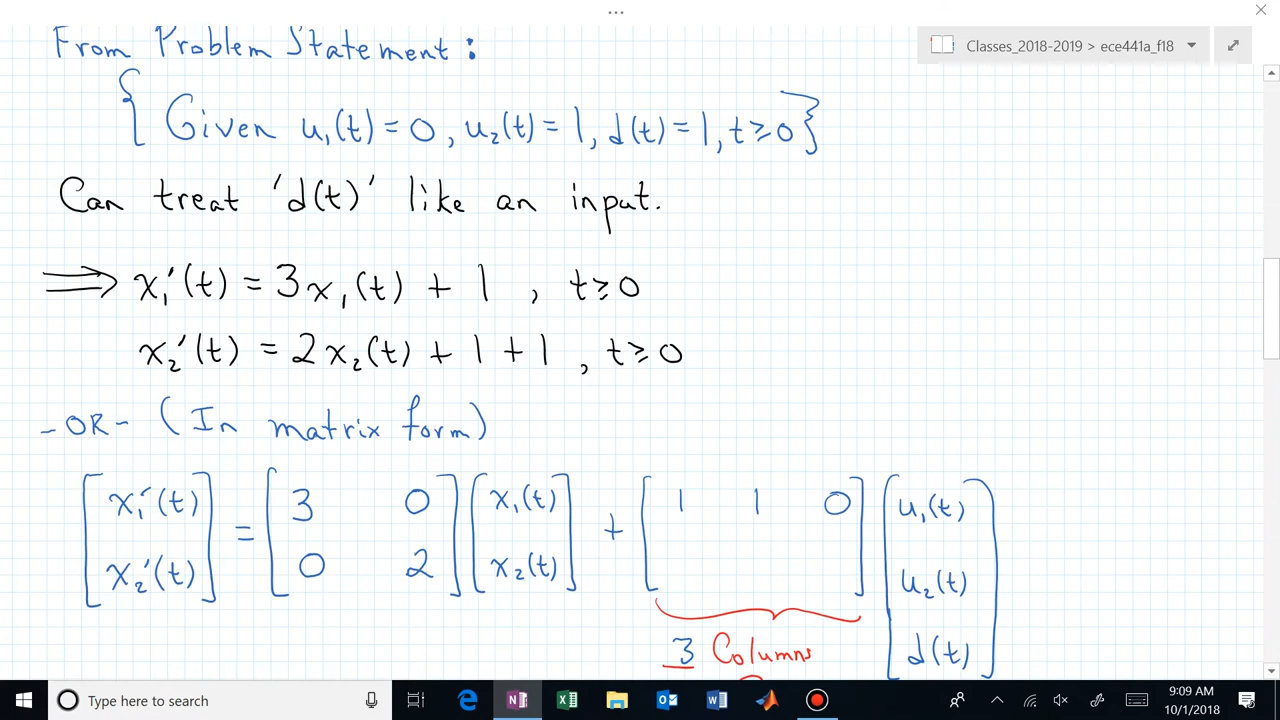 ...
Classes_2018-2019 > ece441a_f18
From Problem Statement:
{ Given u₁(t) = 0, u₂(t) = 1, d(t) = 1, t ≥ 0 }
Can treat 'd(t)' like an input.
⟹ x₁'(t) = 3x₁(t) + 1, t ≥ 0
x₂'(t) = 2x₂(t) + 1 + 1, t ≥ 0
-OR- (In matrix form)
[x₁'(t)] = [3 0] [x₁(t)] + [1 1 0] [u₁(t)]
[x₂'(t)] [0 2] [x₂(t)] [u₂(t)]
3 Columns [d(t)]
Type here to search
9:09 AM
10/1/2018